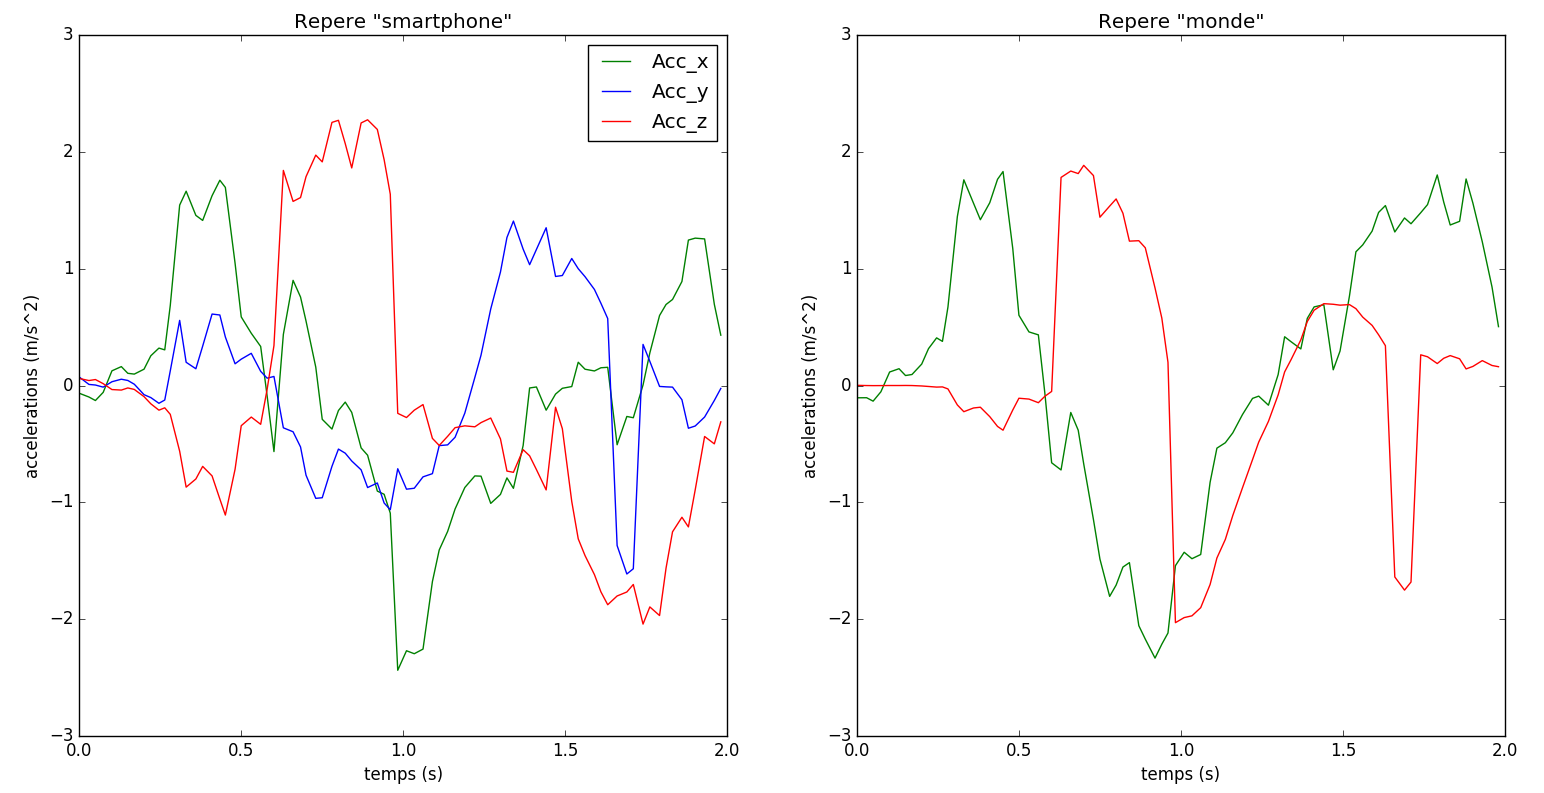 Repere "smartphone"
3
2
1
0
−1
−2
−3
0.0 0.5 1.0 1.5 2.0
temps (s)
accelerations (m/s^2)
Acc_x
Acc_y
Acc_z
Repere "monde"
3
2
1
0
−1
−2
−3
0.0 0.5 1.0 1.5 2.0
temps (s)
accelerations (m/s^2)